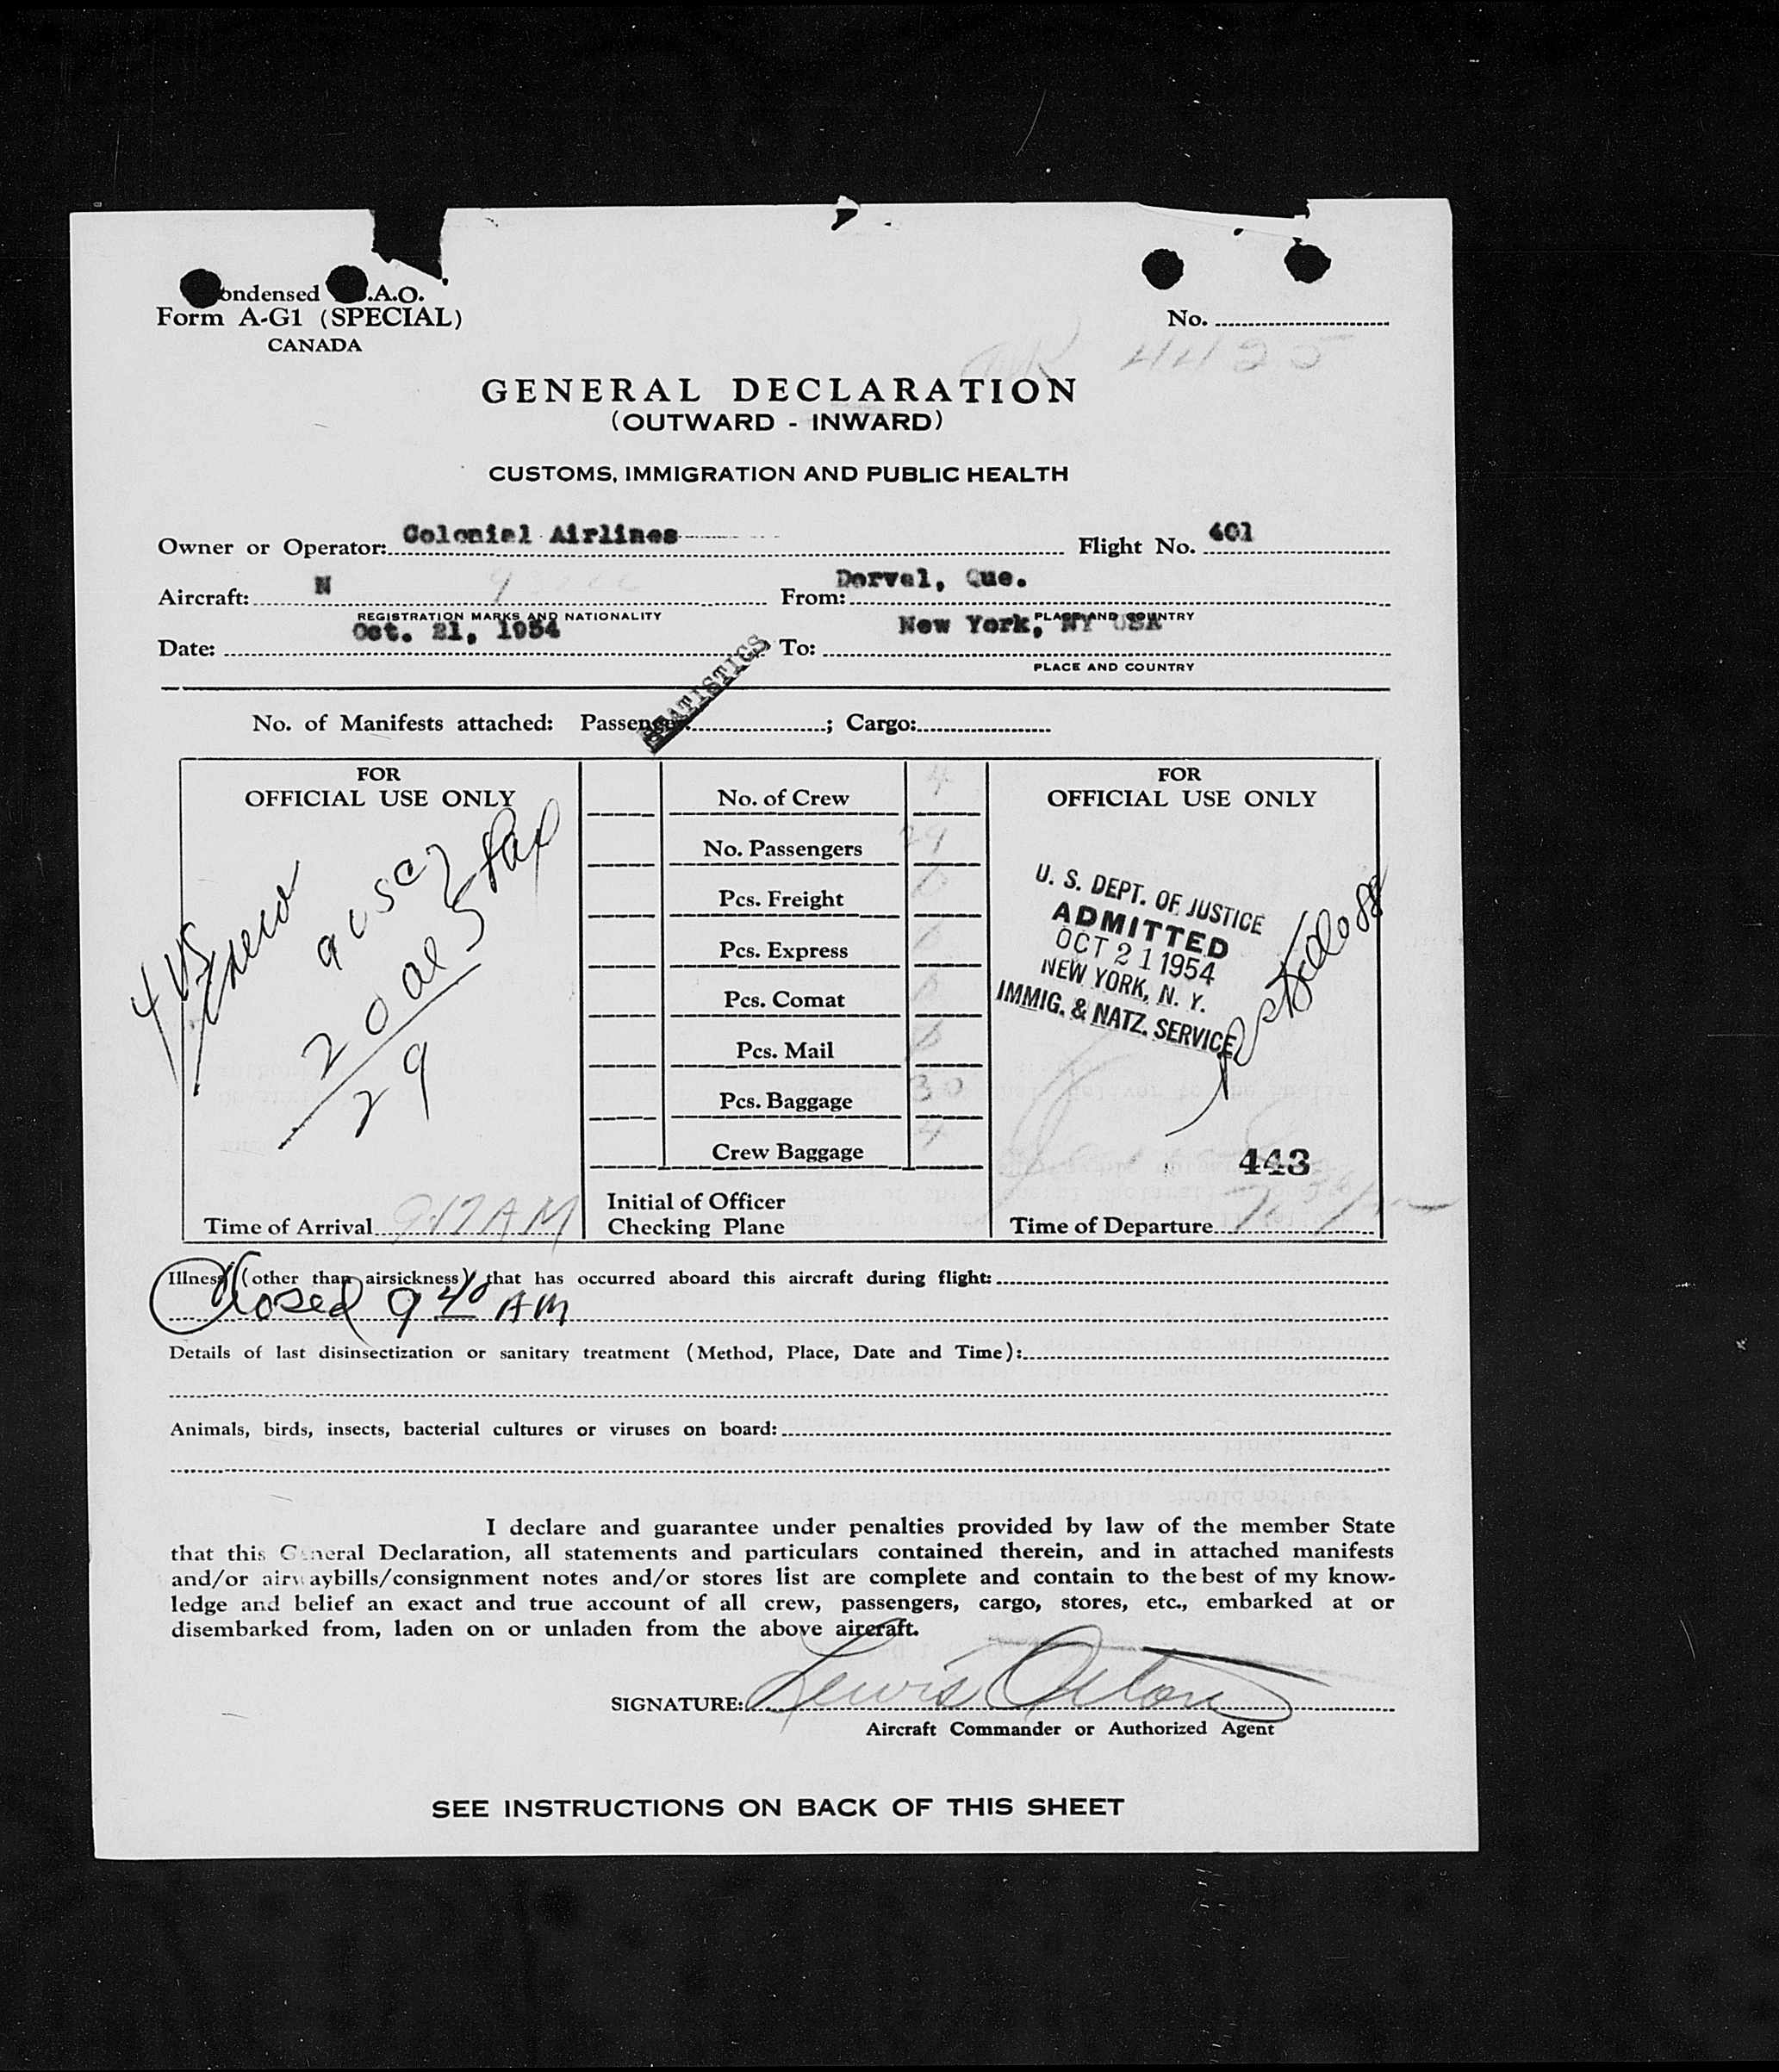 ondensed .A.O.
Form A-G1 (SPECIAL)
CANADA
No.
4425
GENERAL DECLARATION
(OUTWARD - INWARD)
CUSTOMS, IMMIGRATION AND PUBLIC HEALTH
Owner or Operator: Colonial Airlines Flight No. 401
Aircraft: N From: Dorval, Que.
REGISTRATION MARKS AND NATIONALITY PLACE AND COUNTRY
Date: Oct. 21, 1954 To: New York, NY USA
PLACE AND COUNTRY
STATISTICS
No. of Manifests attached: Passenger ; Cargo:
FOR
OFFICIAL USE ONLY
4 US
9 USC
20 al
29
Time of Arrival 9:17 AM
No. of Crew 4
No. Passengers 29
Pcs. Freight
Pcs. Express
Pcs. Comat
Pcs. Mail
Pcs. Baggage 30
Crew Baggage 4
Initial of Officer
Checking Plane
FOR
OFFICIAL USE ONLY
U. S. DEPT. OF JUSTICE
ADMITTED
OCT 21 1954
NEW YORK, N. Y.
IMMIG. & NATZ. SERVICE
443
Time of Departure
Illness (other than airsickness) that has occurred aboard this aircraft during flight:
Closed 9 40 AM
Details of last disinsectization or sanitary treatment (Method, Place, Date and Time):
Animals, birds, insects, bacterial cultures or viruses on board:
I declare and guarantee under penalties provided by law of the member State
that this General Declaration, all statements and particulars contained therein, and in attached manifests
and/or airwaybills/consignment notes and/or stores list are complete and contain to the best of my know-
ledge and belief an exact and true account of all crew, passengers, cargo, stores, etc., embarked at or
disembarked from, laden on or unladen from the above aircraft.
SIGNATURE: Lewis
Aircraft Commander or Authorized Agent
SEE INSTRUCTIONS ON BACK OF THIS SHEET